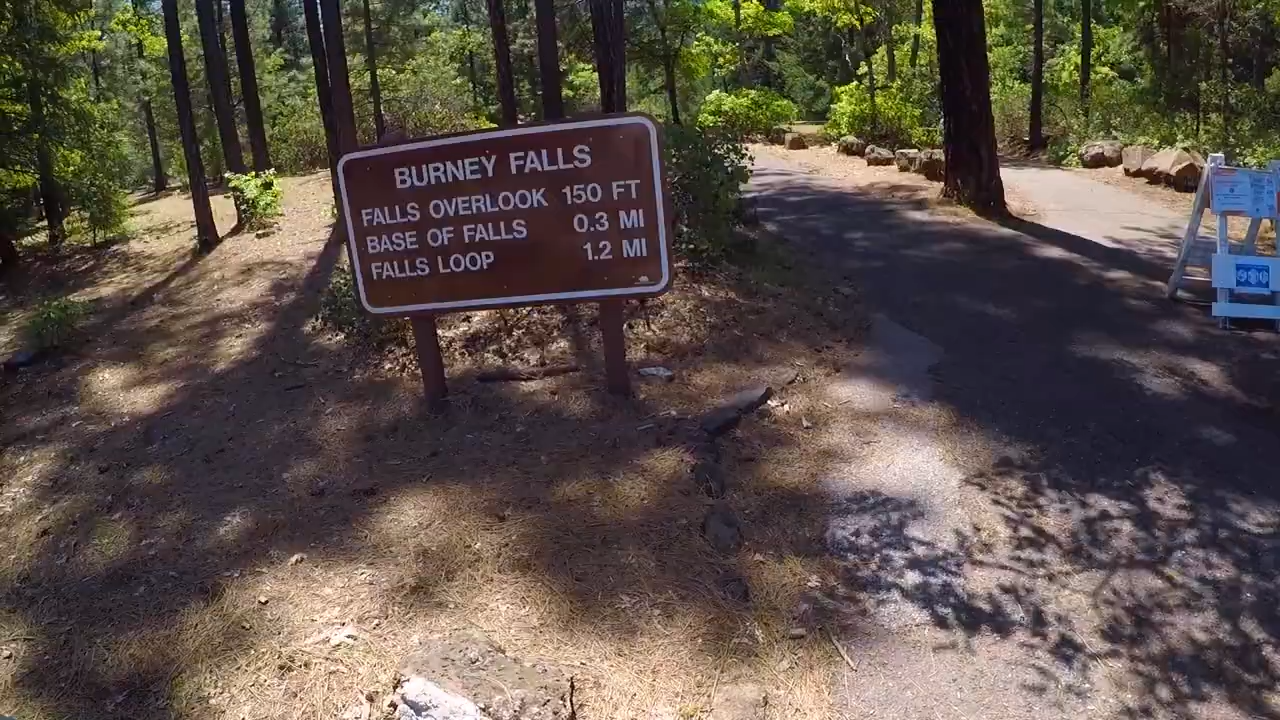 BURNEY FALLS
FALLS OVERLOOK 150 FT
BASE OF FALLS 0.3 MI
FALLS LOOP 1.2 MI